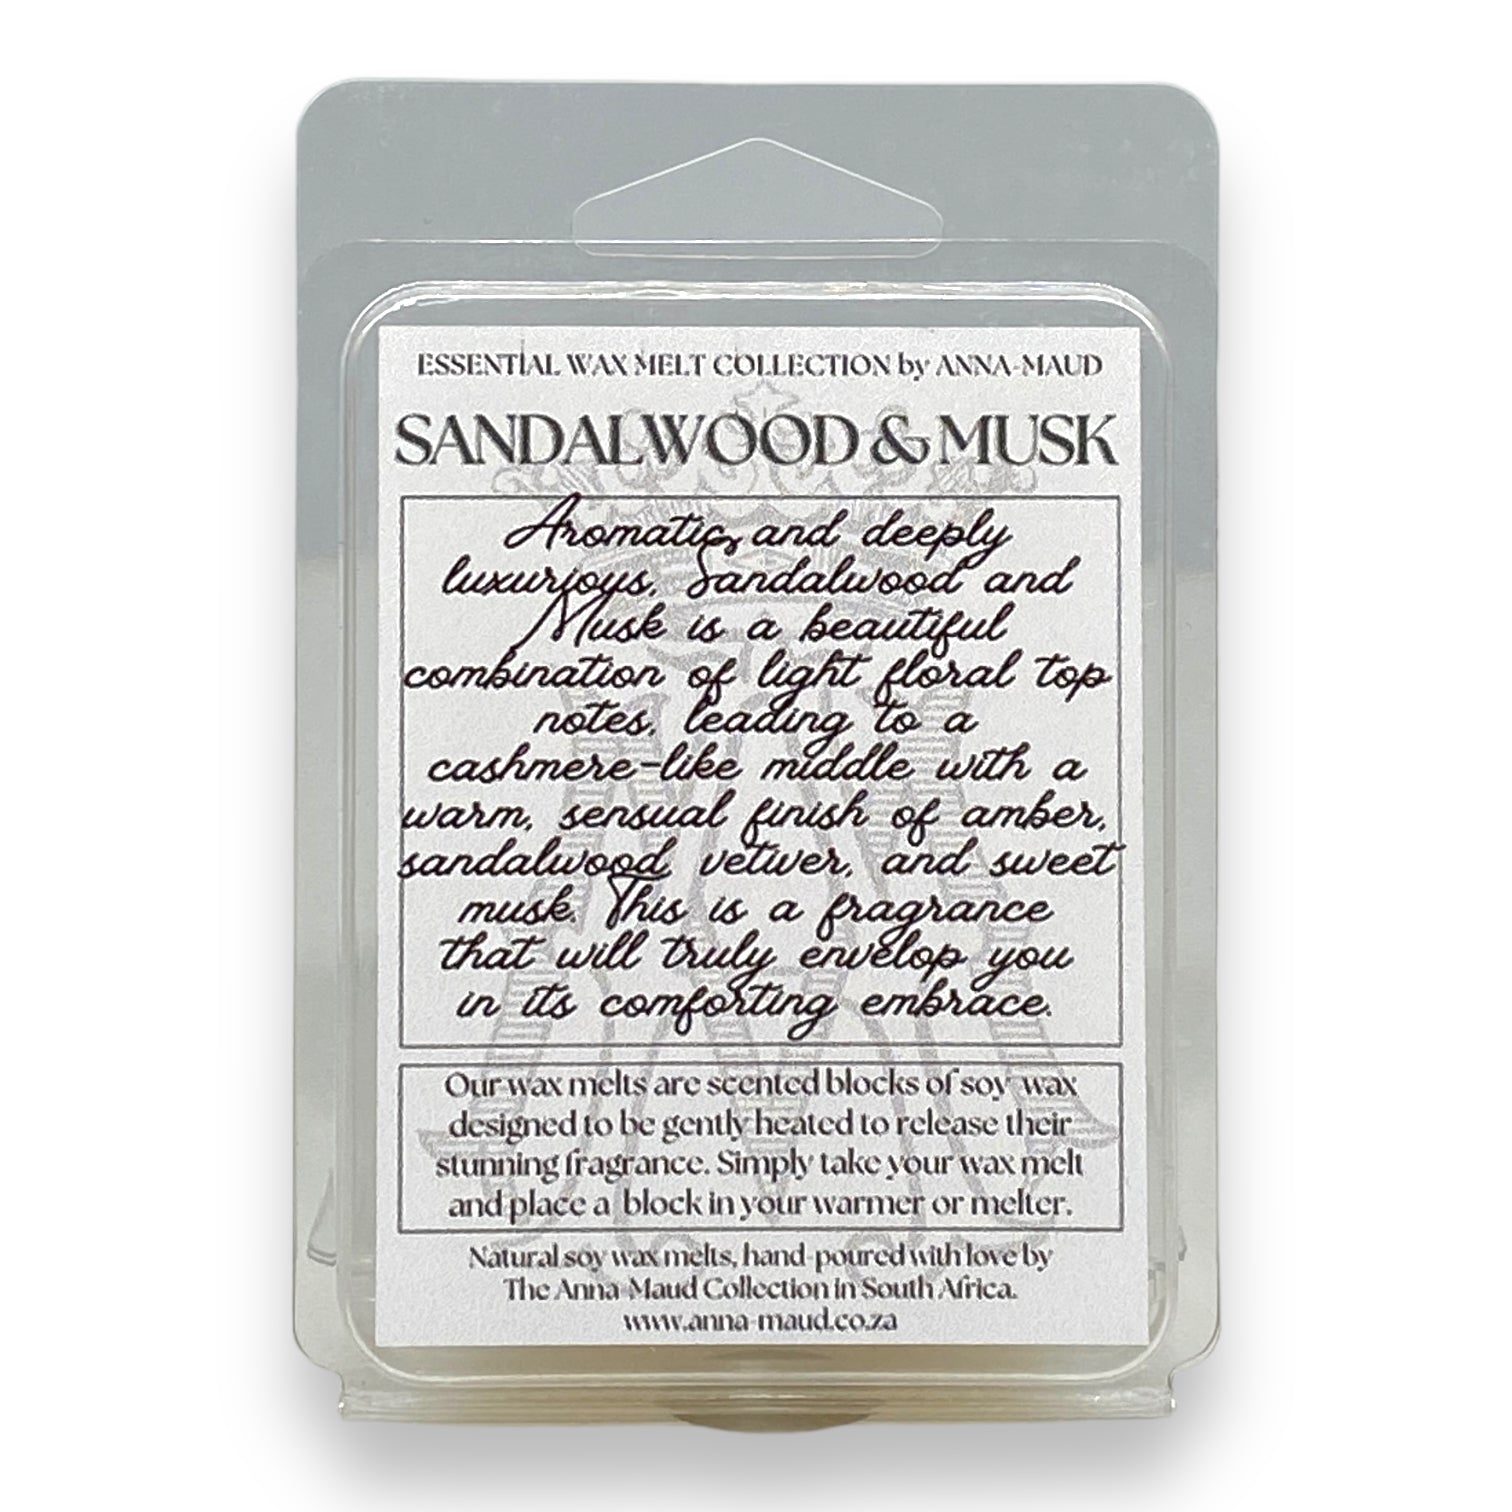 ESSENTIAL WAX MELT COLLECTION by ANNA-MAUD
SANDALWOOD & MUSK
Aromatic, and deeply
luxurious, Sandalwood and
Musk is a beautiful
combination of light floral top
notes, leading to a
cashmere-like middle with a
warm, sensual finish of amber,
sandalwood, vetiver, and sweet
musk. This is a fragrance
that will truly envelop you
in its comforting embrace.
Our wax melts are scented blocks of soy wax
designed to be gently heated to release their
stunning fragrance. Simply take your wax melt
and place a block in your warmer or melter.
Natural soy wax melts, hand-poured with love by
The Anna-Maud Collection in South Africa.
www.anna-maud.co.za